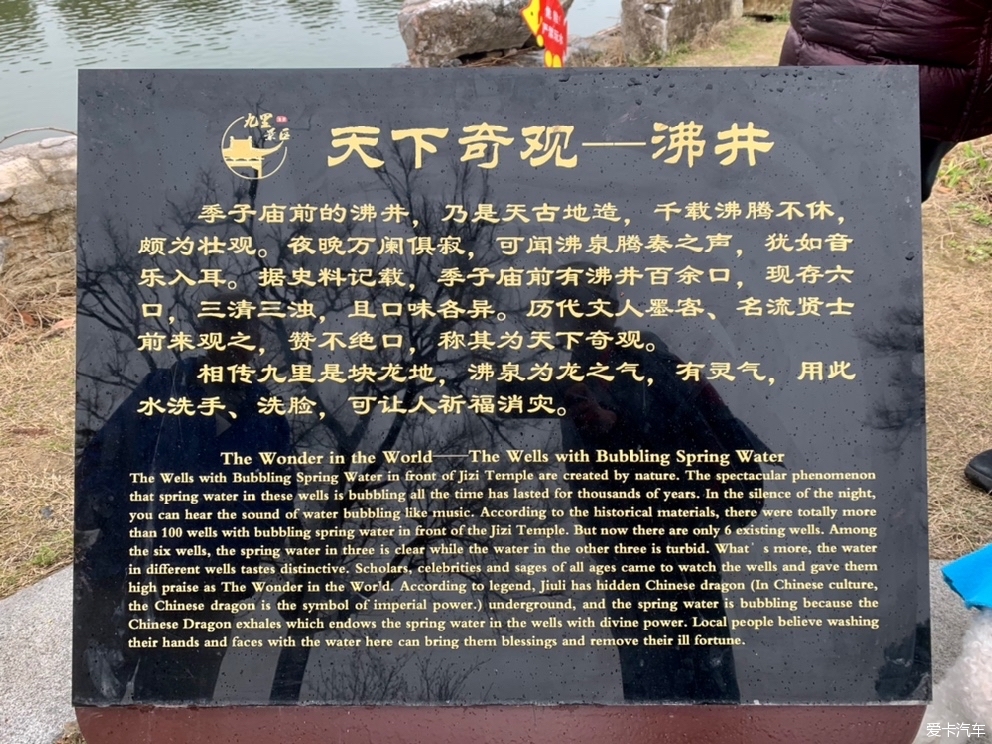 九里
景区
天下奇观——沸井
季子庙前的沸井，乃是天古地造，千载沸腾不休，
颇为壮观。夜晚万阑俱寂，可闻沸泉腾奏之声，犹如音
乐入耳。据史料记载，季子庙前有沸井百余口，现存六
口，三清三浊，且口味各异。历代文人墨客、名流贤士
前来观之，赞不绝口，称其为天下奇观。
相传九里是块龙地，沸泉为龙之气，有灵气，用此
水洗手、洗脸，可让人祈福消灾。
The Wonder in the World——The Wells with Bubbling Spring Water
The Wells with Bubbling Spring Water in front of Jizi Temple are created by nature. The spectacular phenomenon
that spring water in these wells is bubbling all the time has lasted for thousands of years. In the silence of the night,
you can hear the sound of water bubbling like music. According to the historical materials, there were totally more
than 100 wells with bubbling spring water in front of the Jizi Temple. But now there are only 6 existing wells. Among
the six wells, the spring water in three is clear while the water in the other three is turbid. What's more, the water
in different wells tastes distinctive. Scholars, celebrities and sages of all ages came to watch the wells and gave them
high praise as The Wonder in the World. According to legend, Jiuli has hidden Chinese dragon (In Chinese culture,
the Chinese dragon is the symbol of imperial power.) underground, and the spring water is bubbling because the
Chinese Dragon exhales which endows the spring water in the wells with divine power. Local people believe washing
their hands and faces with the water here can bring them blessings and remove their ill fortune.
爱卡汽车